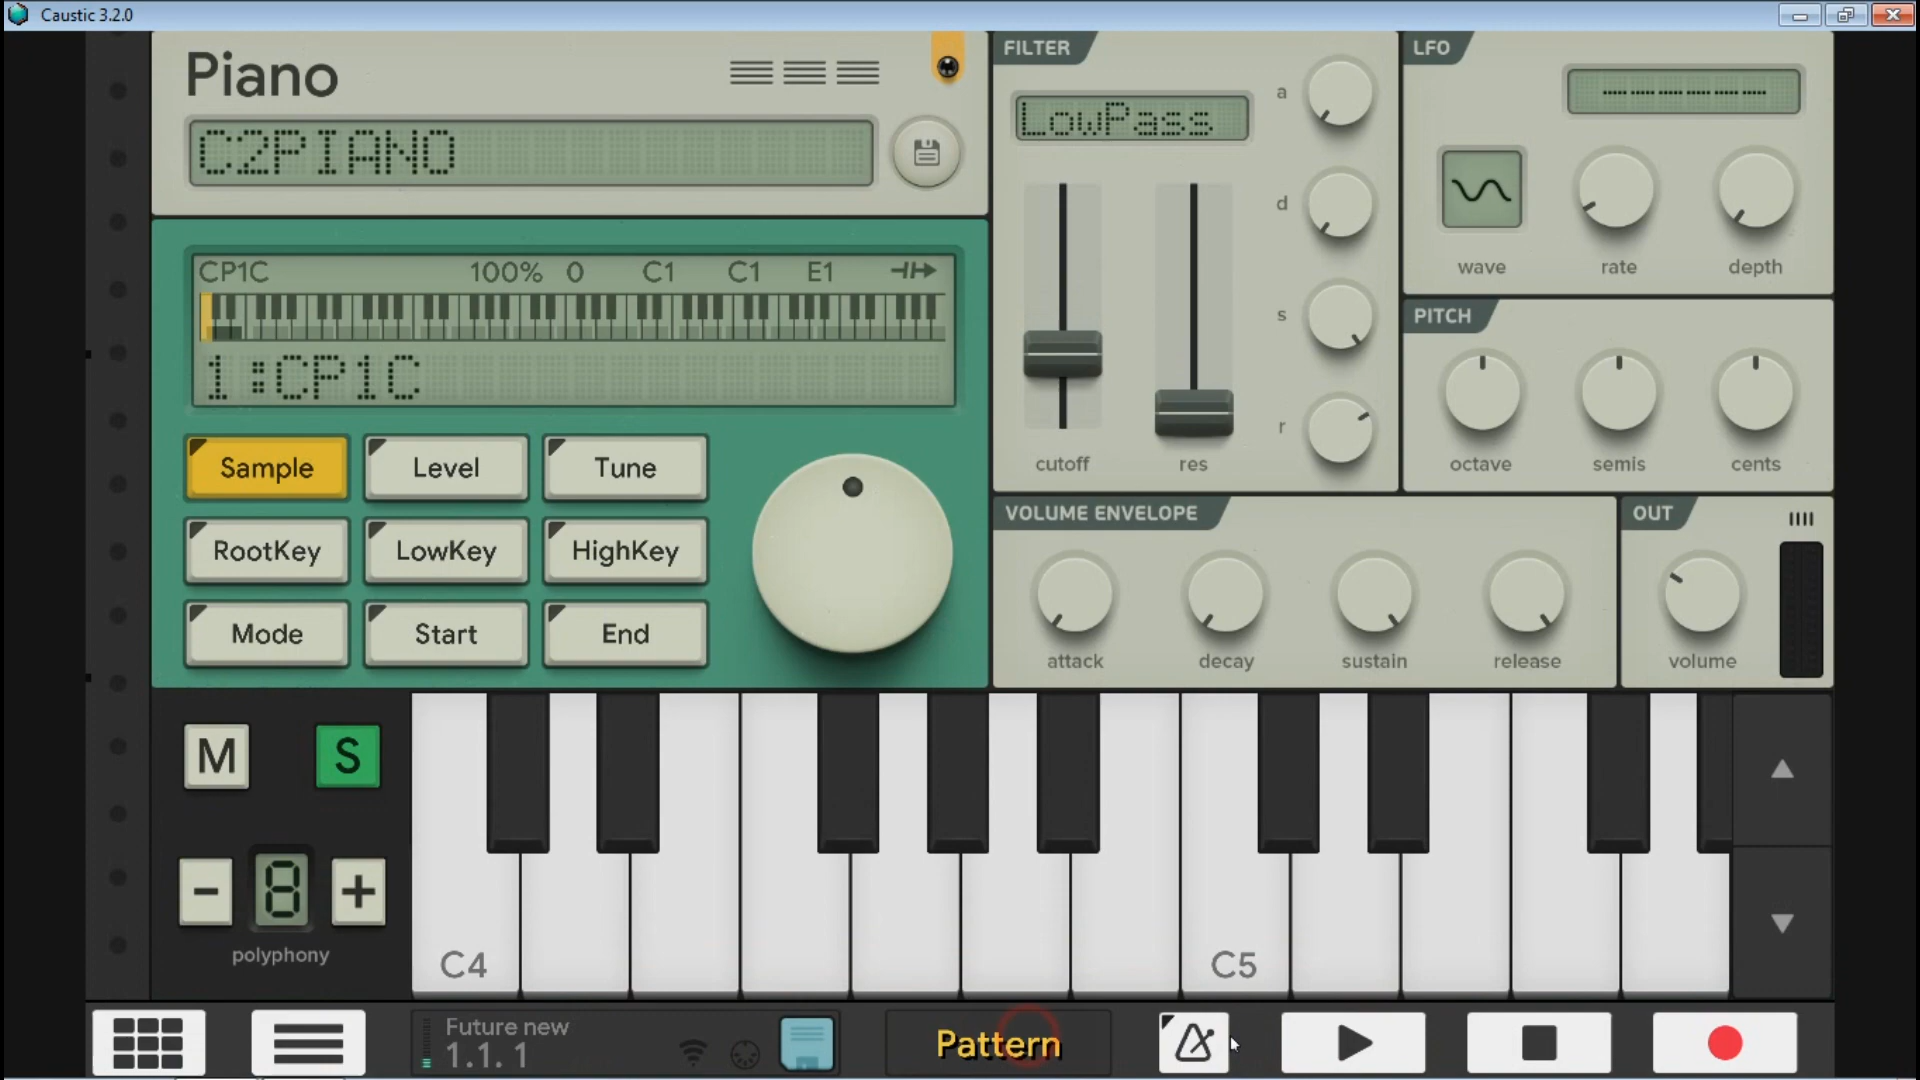 Caustic 3.2.0
Piano
C2PIANO
CP1C 100% 0 C1 C1 E1
1:CP1C
Sample Level Tune
RootKey LowKey HighKey
Mode Start End
FILTER
LowPass
a
d
s
r
cutoff res
LFO
------
wave rate depth
PITCH
octave semis cents
VOLUME ENVELOPE
attack decay sustain release
OUT
volume
M S
- 8 +
polyphony
C4 C5
Future new
1.1. 1
Pattern